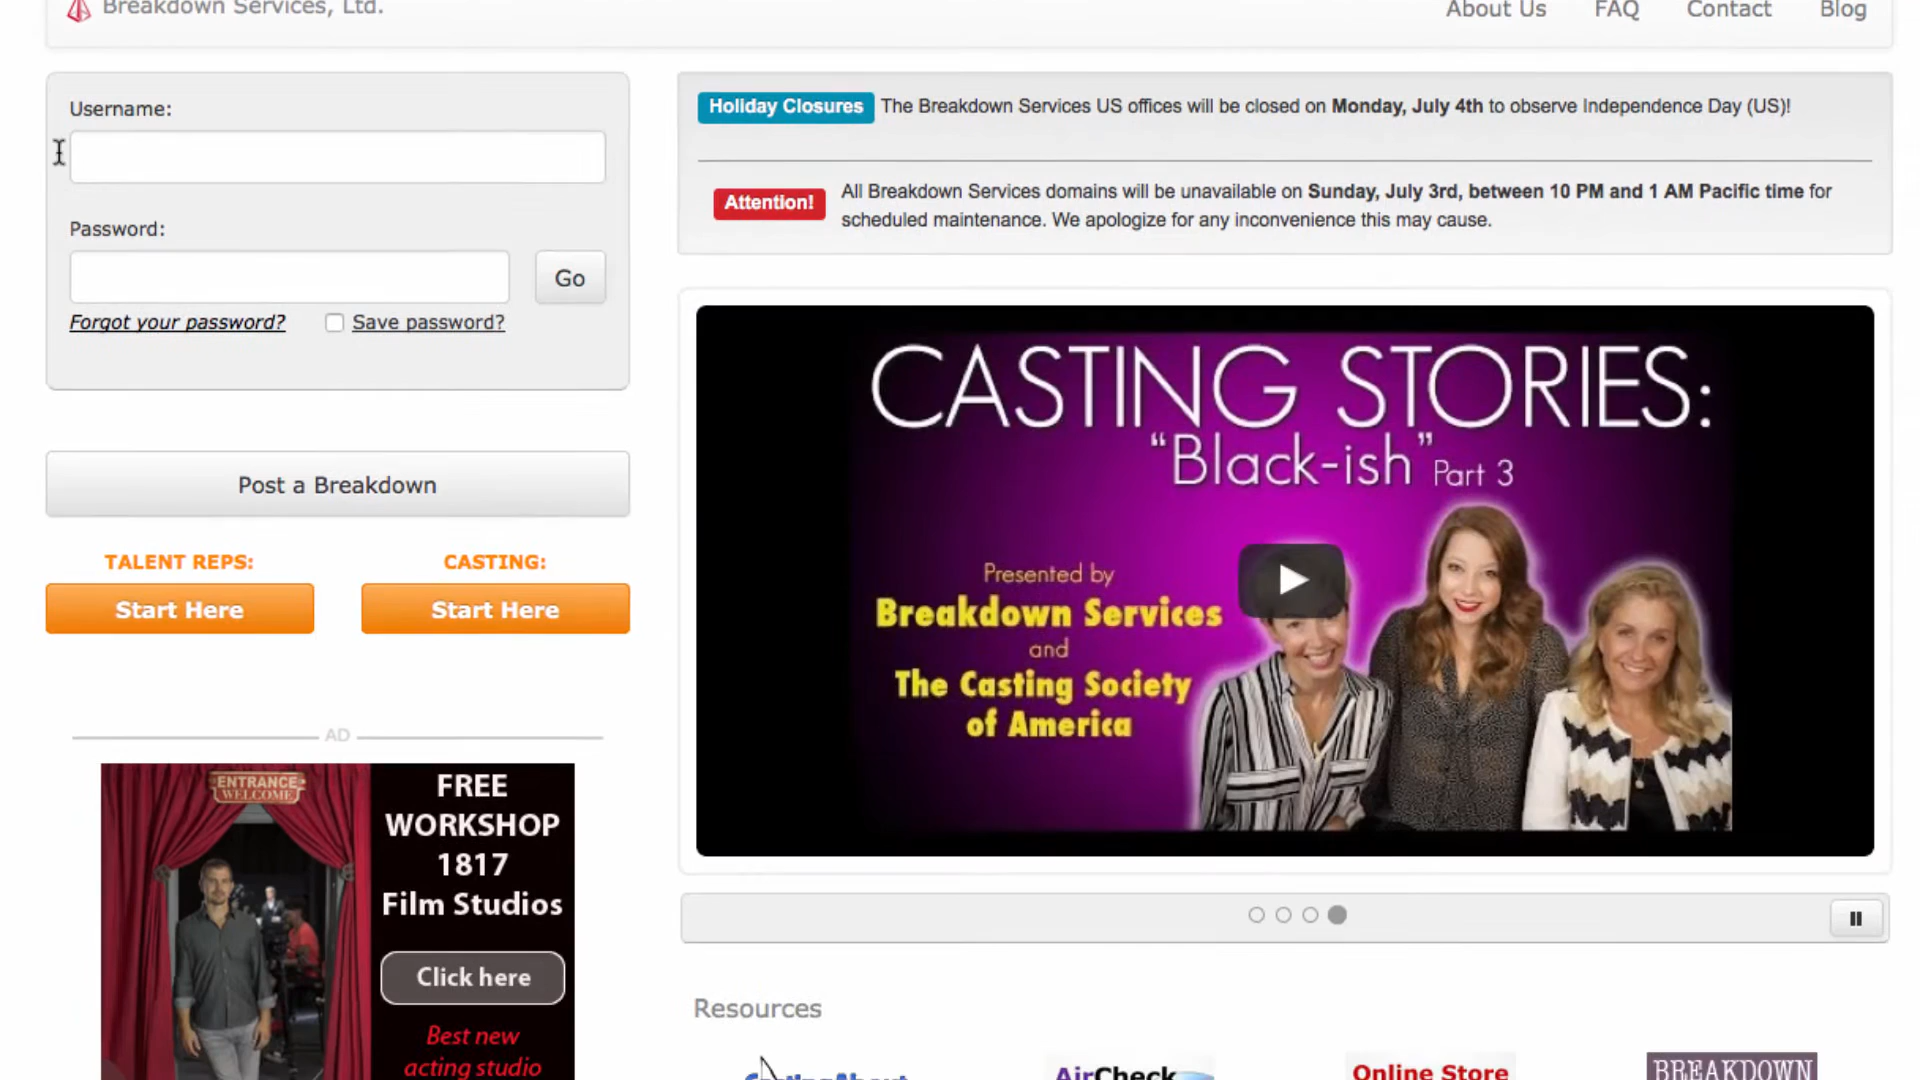 Breakdown Services, Ltd.
About Us
FAQ
Contact
Blog
Username:
Password:
Go
Forgot your password?
Save password?
Holiday Closures The Breakdown Services US offices will be closed on Monday, July 4th to observe Independence Day (US)!
Attention! All Breakdown Services domains will be unavailable on Sunday, July 3rd, between 10 PM and 1 AM Pacific time for
scheduled maintenance. We apologize for any inconvenience this may cause.
Post a Breakdown
TALENT REPS:
Start Here
CASTING:
Start Here
CASTING STORIES:
"Black-ish" Part 3
Presented by
Breakdown Services
and
The Casting Society
of America
AD
ENTRANCE
WELCOME
FREE
WORKSHOP
1817
Film Studios
Click here
Best new
acting studio
Resources
CastingAbout
AirCheck
Online Store
BREAKDOWN